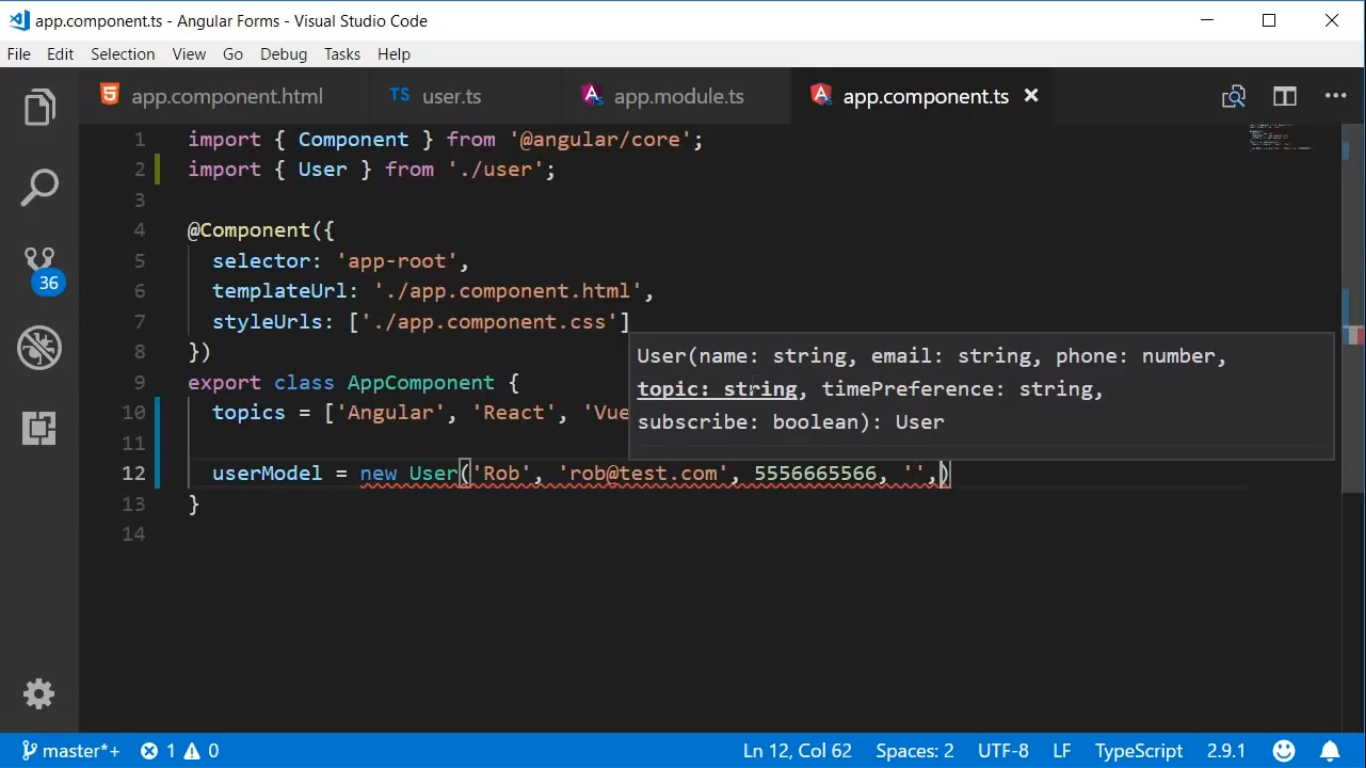 app.component.ts - Angular Forms - Visual Studio Code
File Edit Selection View Go Debug Tasks Help
app.component.html TS user.ts app.module.ts app.component.ts
1 import { Component } from '@angular/core';
2 import { User } from './user';
3
4 @Component({
5 selector: 'app-root',
6 templateUrl: './app.component.html',
7 styleUrls: ['./app.component.css']
8 })
User(name: string, email: string, phone: number,
9 export class AppComponent {
topic: string, timePreference: string,
10 topics = ['Angular', 'React', 'Vue
subscribe: boolean): User
11
12 userModel = new User('Rob', 'rob@test.com', 5556665566, '',)
13 }
14
36
master*+ 1 0 Ln 12, Col 62 Spaces: 2 UTF-8 LF TypeScript 2.9.1